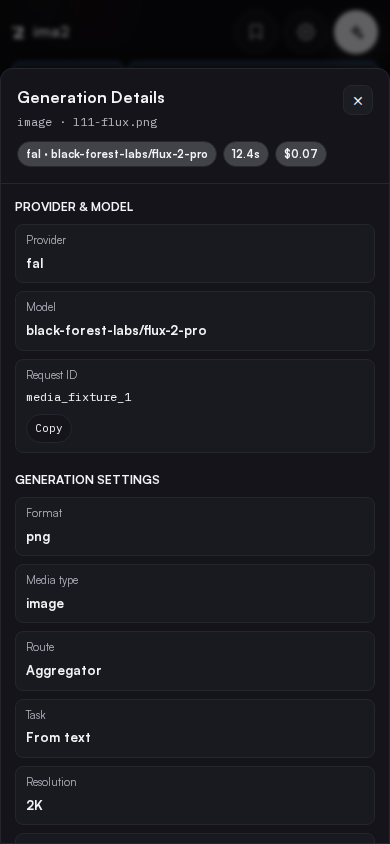 ima2
Generation Details
image · l11-flux.png
fal · black-forest-labs/flux-2-pro
12.4s
$0.07
PROVIDER & MODEL
Provider
fal
Model
black-forest-labs/flux-2-pro
Request ID
media_fixture_1
Copy
GENERATION SETTINGS
Format
png
Media type
image
Route
Aggregator
Task
From text
Resolution
2K